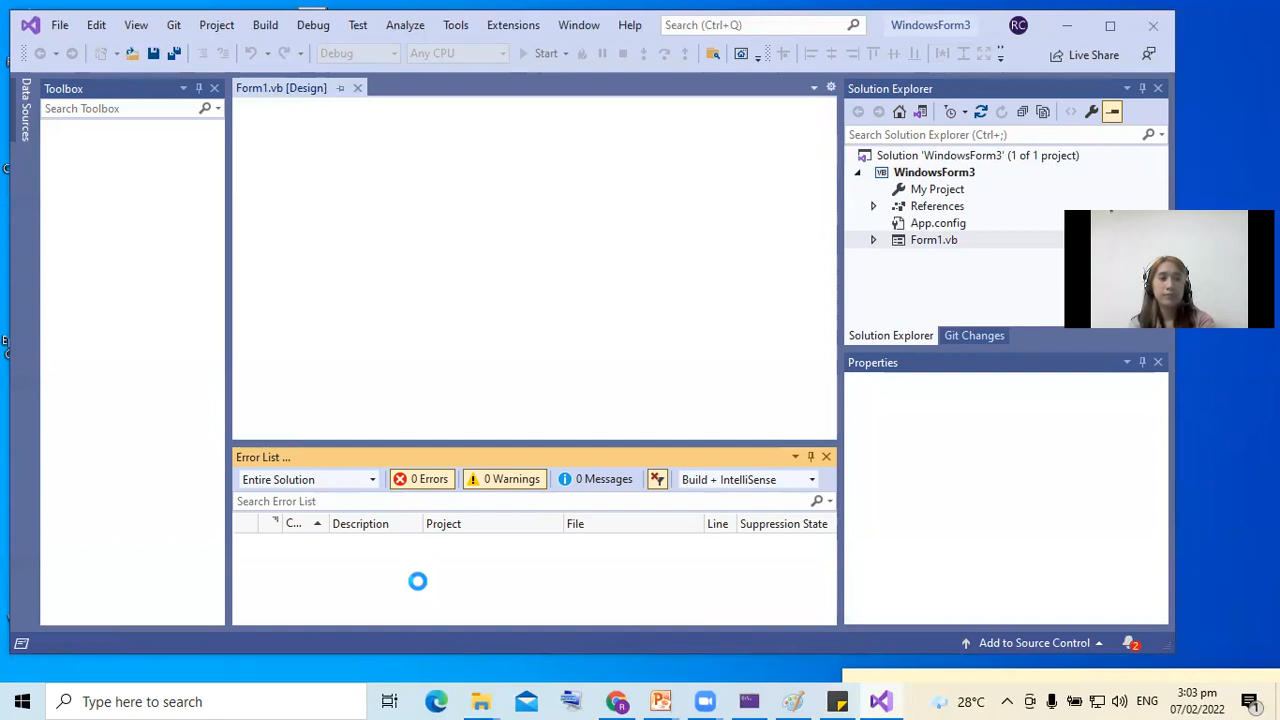 File Edit View Git Project Build Debug Test Analyze Tools Extensions Window Help Search (Ctrl+Q) WindowsForm3 RC
Debug Any CPU Start Live Share
Data Sources
Toolbox
Search Toolbox
Form1.vb [Design]
Solution Explorer
Search Solution Explorer (Ctrl+;)
Solution 'WindowsForm3' (1 of 1 project)
VB WindowsForm3
My Project
References
App.config
Form1.vb
Solution Explorer Git Changes
Properties
Error List ...
Entire Solution 0 Errors 0 Warnings 0 Messages Build + IntelliSense
Search Error List
C... Description Project File Line Suppression State
Add to Source Control 2
Type here to search 28°C ENG 3:03 pm
07/02/2022